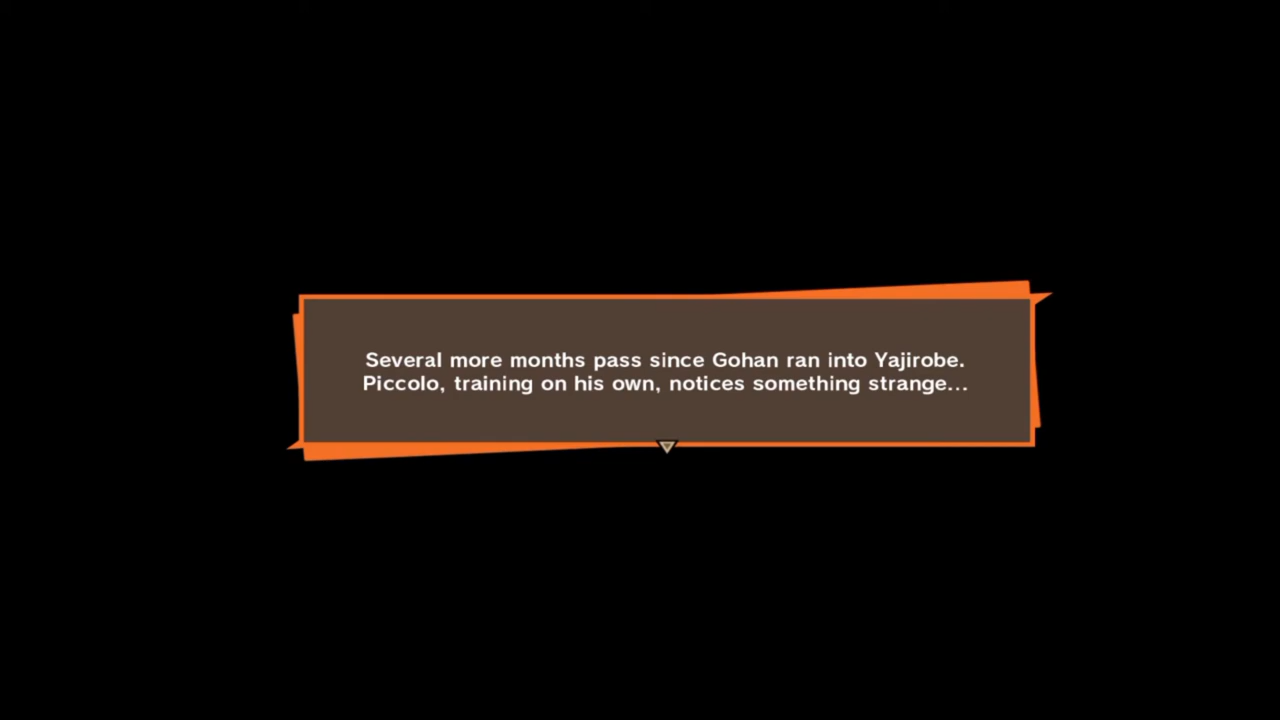 Several more months pass since Gohan ran into Yajirobe.
Piccolo, training on his own, notices something strange...